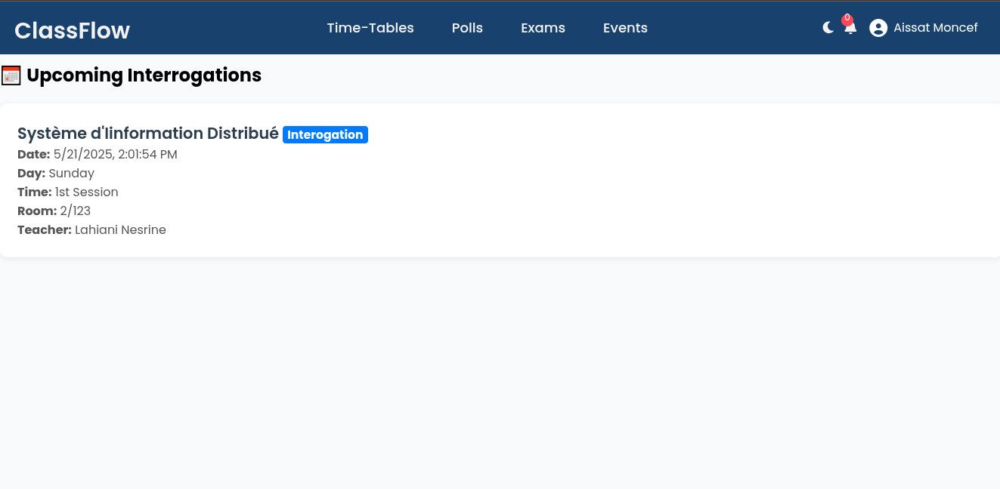 ClassFlow
Time-Tables Polls Exams Events
0
Aissat Moncef
Upcoming Interrogations
Système d'Iinformation Distribué Interogation
Date: 5/21/2025, 2:01:54 PM
Day: Sunday
Time: 1st Session
Room: 2/123
Teacher: Lahiani Nesrine